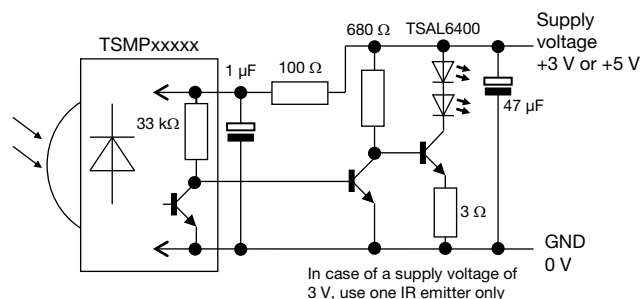 680 Ω
TSAL6400
Supply
voltage
+3 V or +5 V
TSMPxxxxx
1 µF
100 Ω
33 kΩ
47 µF
3 Ω
GND
0 V
In case of a supply voltage of
3 V, use one IR emitter only